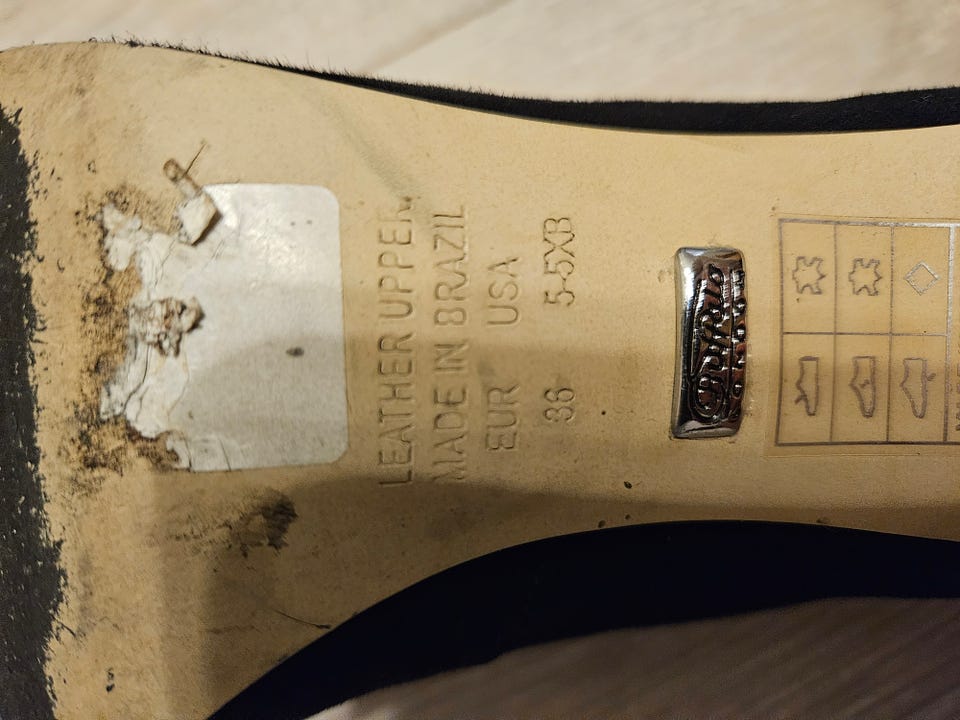 LEATHER UPPER
MADE IN BRAZIL
EUR USA
36 5-5XB